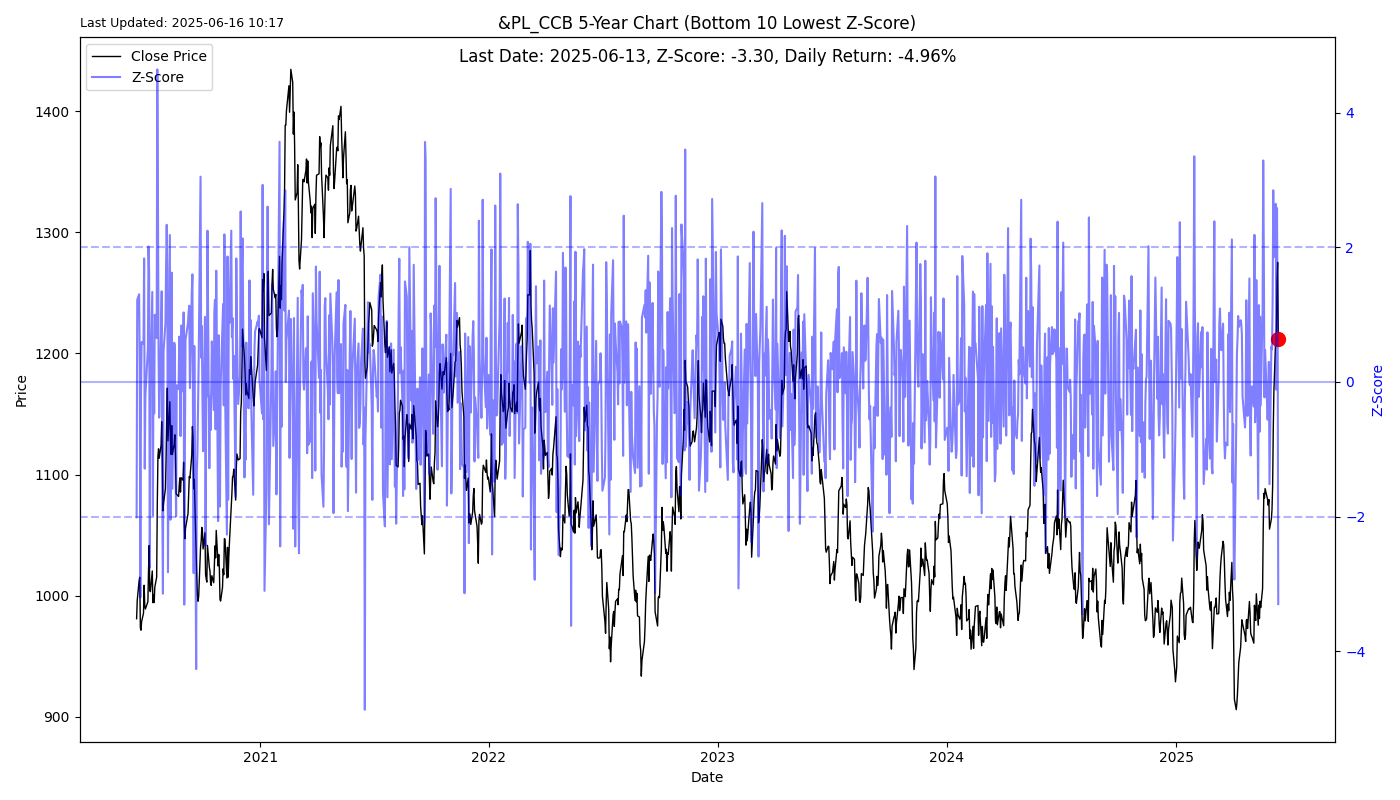 Last Updated: 2025-06-16 10:17
&PL_CCB 5-Year Chart (Bottom 10 Lowest Z-Score)
Last Date: 2025-06-13, Z-Score: -3.30, Daily Return: -4.96%
Close Price
Z-Score
1400
1300
1200
1100
1000
900
Price
4
2
0
−2
−4
Z-Score
2021
2022
2023
2024
2025
Date